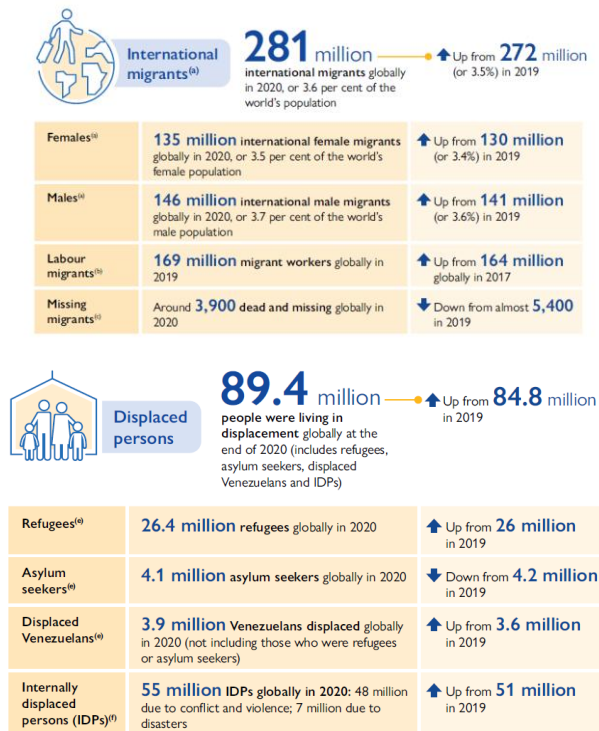 International
migrants(a)
281 million
international migrants globally
in 2020, or 3.6 per cent of the
world's population
Up from 272 million
(or 3.5%) in 2019
Females(a)
135 million international female migrants
globally in 2020, or 3.5 per cent of the world's
female population
Up from 130 million
(or 3.4%) in 2019
Males(a)
146 million international male migrants
globally in 2020, or 3.7 per cent of the world's
male population
Up from 141 million
(or 3.6%) in 2019
Labour
migrants(b)
169 million migrant workers globally in
2019
Up from 164 million
globally in 2017
Missing
migrants(c)
Around 3,900 dead and missing globally in
2020
Down from almost 5,400
in 2019
Displaced
persons
89.4 million
people were living in
displacement globally at the
end of 2020 (includes refugees,
asylum seekers, displaced
Venezuelans and IDPs)
Up from 84.8 million
in 2019
Refugees(e)
26.4 million refugees globally in 2020
Up from 26 million
in 2019
Asylum
seekers(e)
4.1 million asylum seekers globally in 2020
Down from 4.2 million
in 2019
Displaced
Venezuelans(e)
3.9 million Venezuelans displaced globally
in 2020 (not including those who were refugees
or asylum seekers)
Up from 3.6 million
in 2019
Internally
displaced
persons (IDPs)(f)
55 million IDPs globally in 2020: 48 million
due to conflict and violence; 7 million due to
disasters
Up from 51 million
in 2019